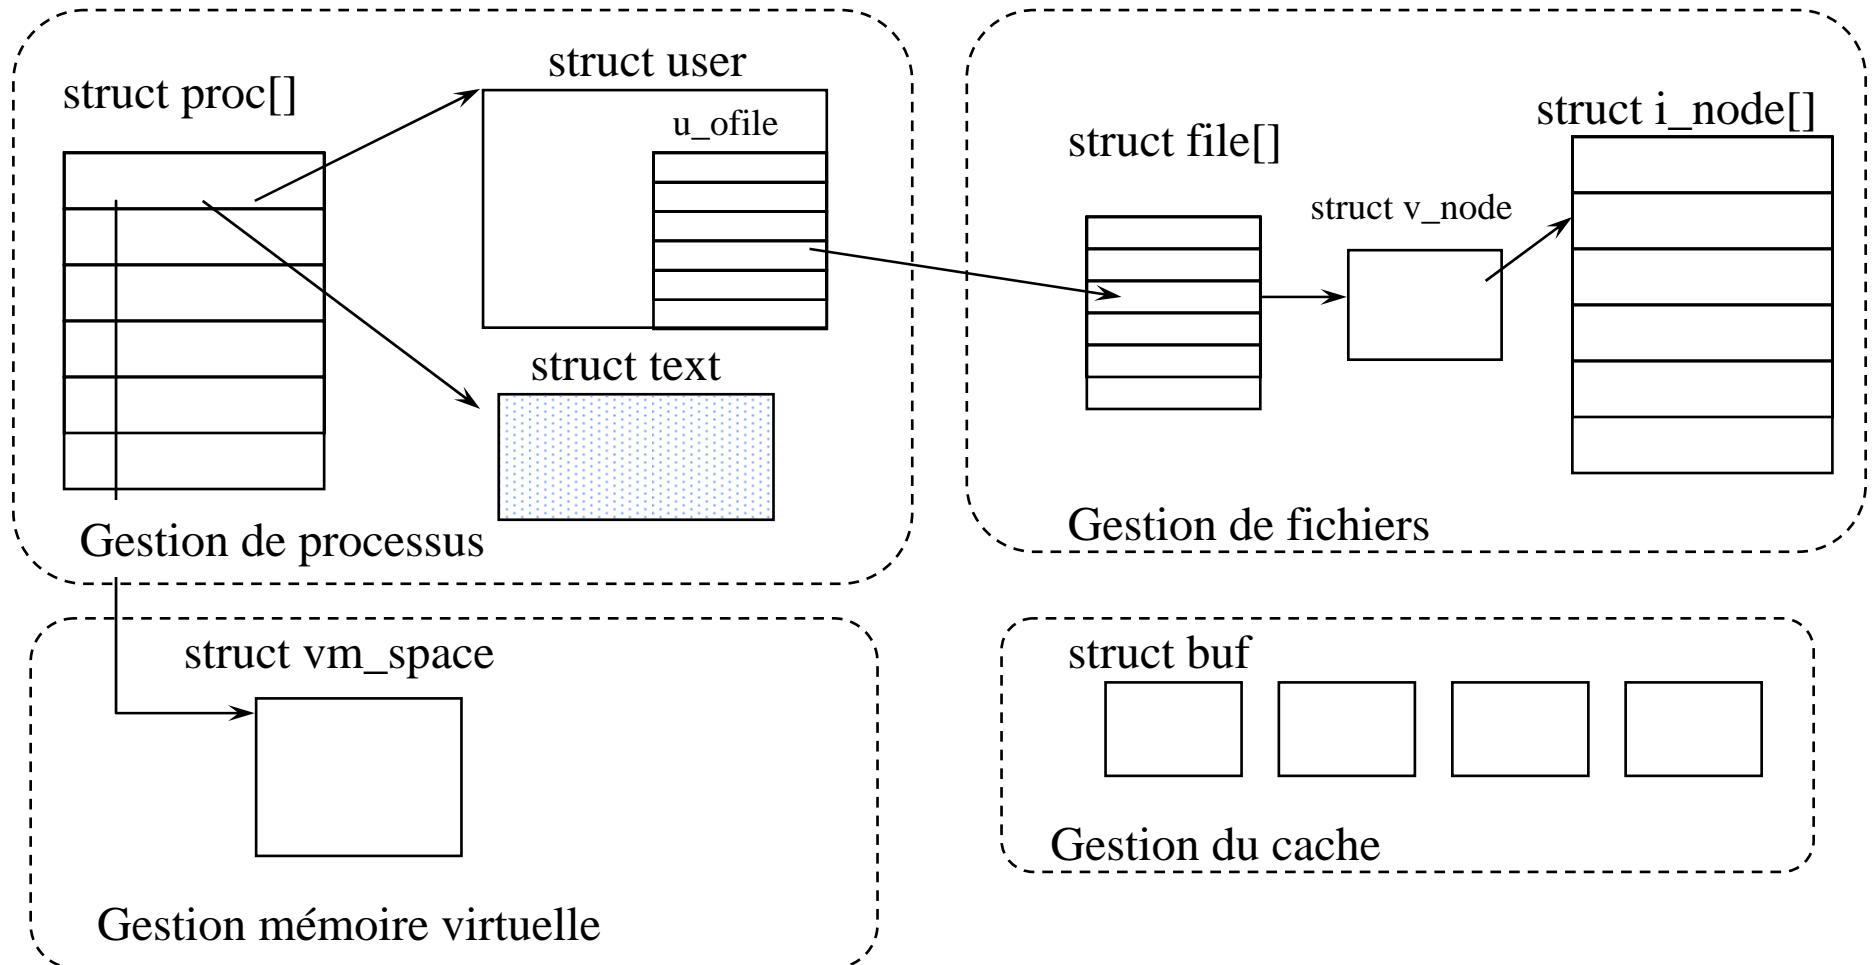 struct proc[]
struct user
u_ofile
struct text
Gestion de processus
struct file[]
struct v_node
struct i_node[]
Gestion de fichiers
struct vm_space
Gestion mémoire virtuelle
struct buf
Gestion du cache